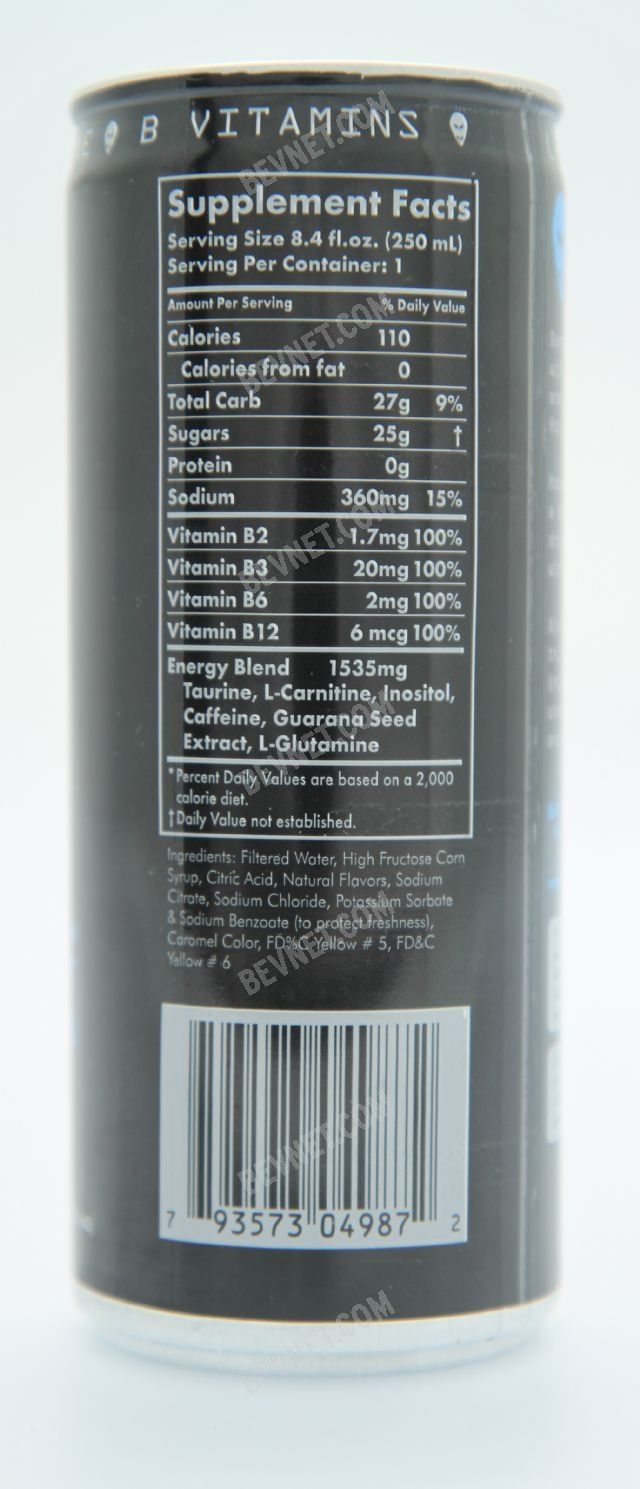 B VITAMINS
Supplement Facts
Serving Size 8.4 fl.oz. (250 mL)
Serving Per Container: 1
Amount Per Serving % Daily Value
Calories 110
Calories from fat 0
Total Carb 27g 9%
Sugars 25g †
Protein 0g
Sodium 360mg 15%
Vitamin B2 1.7mg 100%
Vitamin B3 20mg 100%
Vitamin B6 2mg 100%
Vitamin B12 6 mcg 100%
Energy Blend 1535mg
Taurine, L-Carnitine, Inositol,
Caffeine, Guarana Seed
Extract, L-Glutamine
*Percent Daily Values are based on a 2,000
calorie diet.
†Daily Value not established.
Ingredients: Filtered Water, High Fructose Corn
Syrup, Citric Acid, Natural Flavors, Sodium
Citrate, Sodium Chloride, Potassium Sorbate
& Sodium Benzoate (to protect freshness),
Caramel Color, FD%C Yellow # 5, FD&C
Yellow # 6
7 93573 04987 2
BEVNET.COM
BEVNET.COM
BEVNET.COM
BEVNET.COM
BEVNET.COM
BEVNET.COM
BEVNET.COM